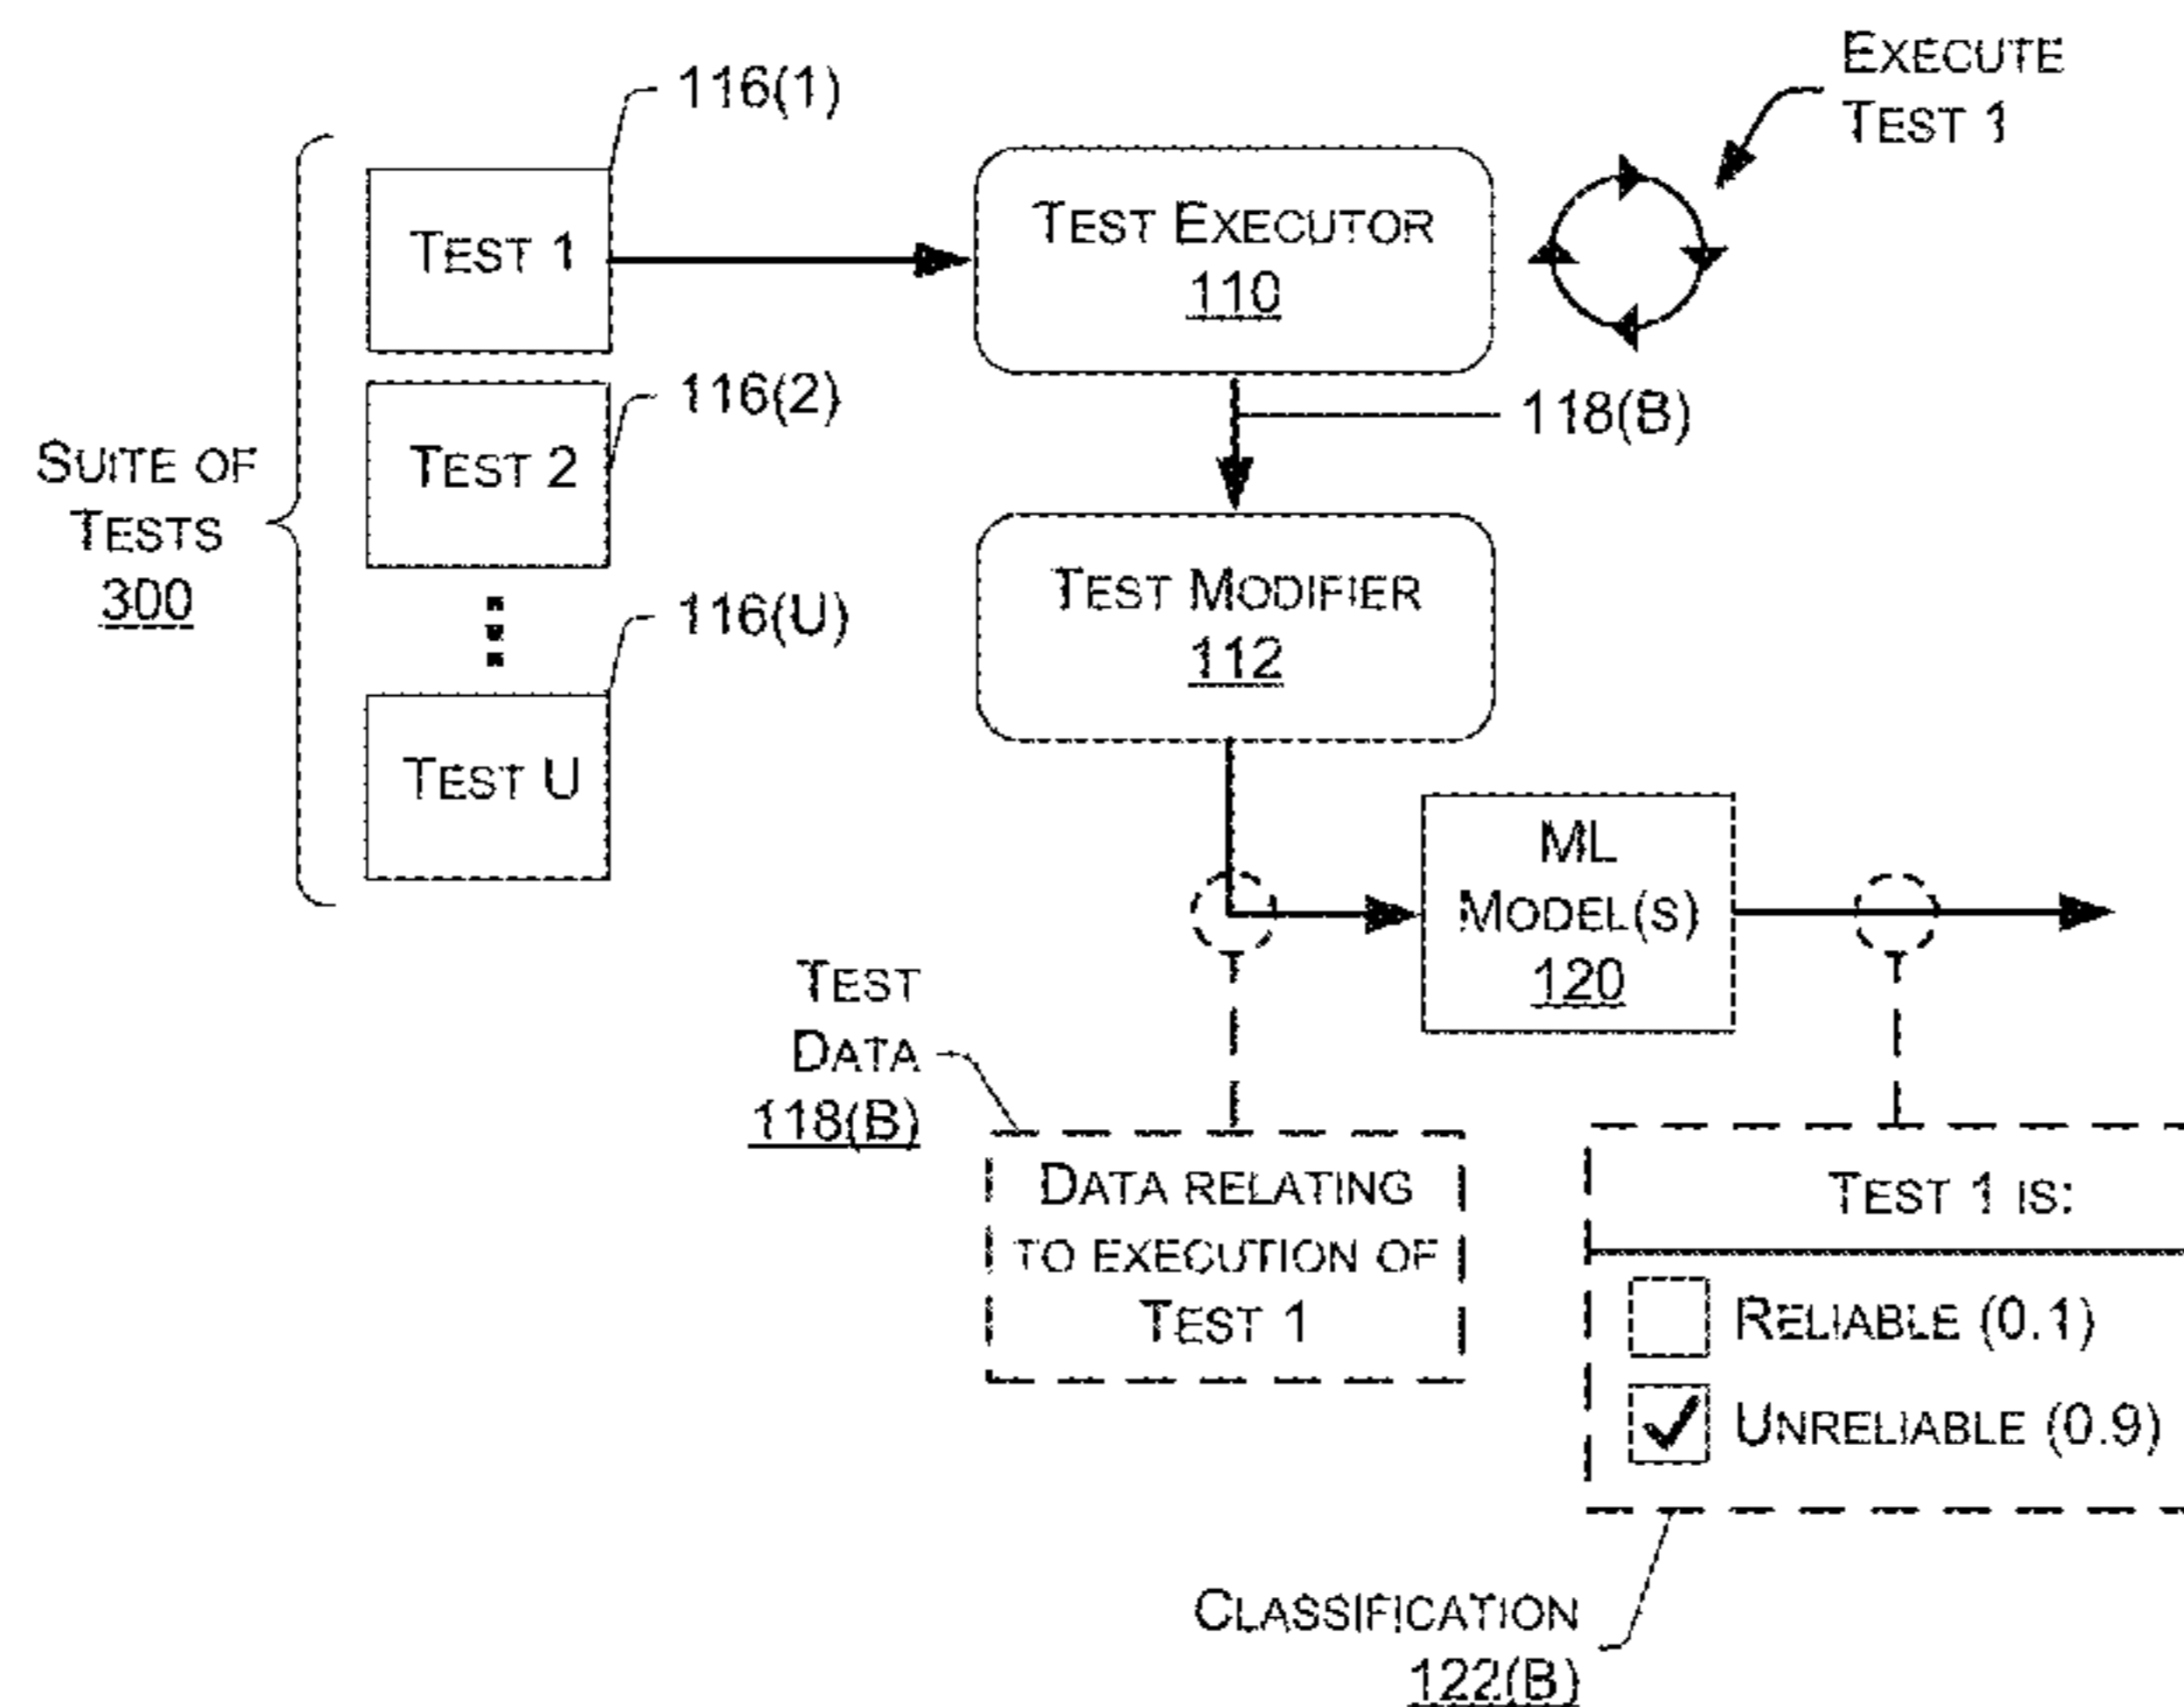 EXECUTE
TEST 1
116(1)
TEST 1
TEST EXECUTOR
110
116(2)
118(B)
TEST 2
SUITE OF
TESTS
300
TEST MODIFIER
112
116(U)
TEST U
ML
MODEL(S)
120
TEST
DATA
118(B)
DATA RELATING
TO EXECUTION OF
TEST 1
TEST 1 IS:
RELIABLE (0.1)
UNRELIABLE (0.9)
CLASSIFICATION
122(B)